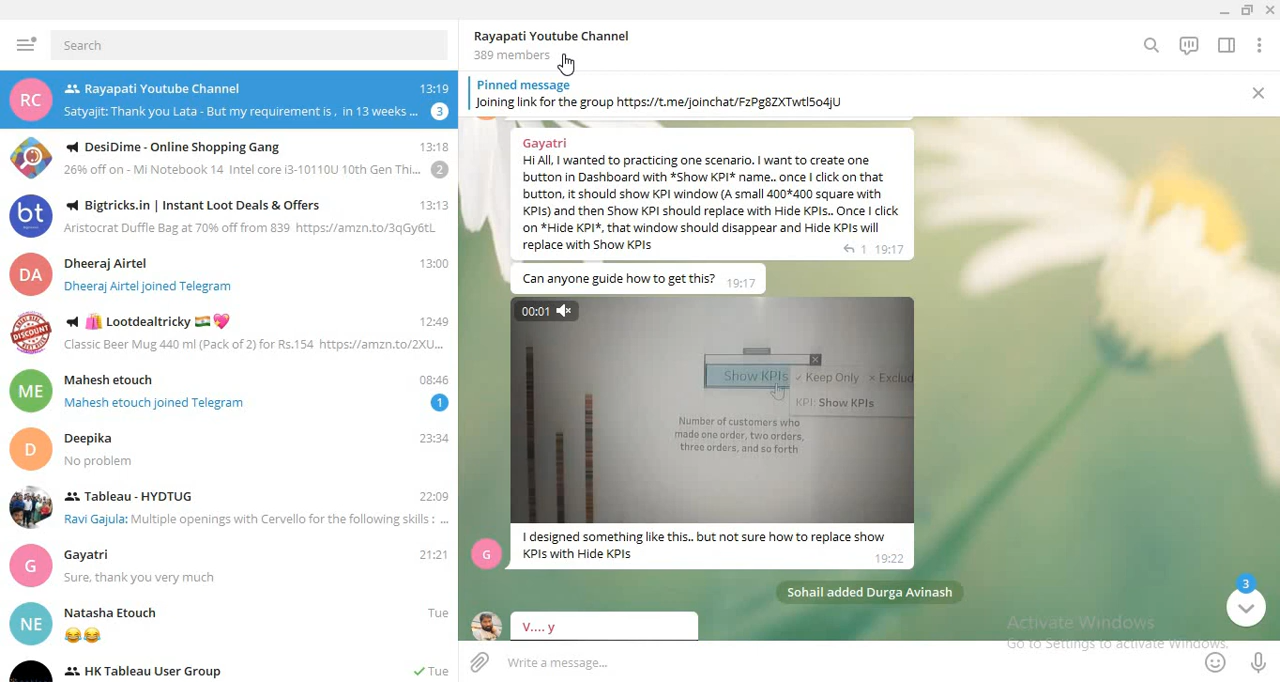 Search
Rayapati Youtube Channel 13:19
Satyajit: Thank you Lata - But my requirement is , in 13 weeks ... 3
DesiDime - Online Shopping Gang 13:18
26% off on - Mi Notebook 14 Intel core i3-10110U 10th Gen Thi... 2
bt
Bigtricks.in | Instant Loot Deals & Offers 13:13
Aristocrat Duffle Bag at 70% off from 839 https://amzn.to/3qGy6tL
DA
Dheeraj Airtel 13:00
Dheeraj Airtel joined Telegram
DISCOUNT
🛍️ Lootdealtricky 🇮🇳💖 12:49
Classic Beer Mug 440 ml (Pack of 2) for Rs.154 https://amzn.to/2XU...
ME
Mahesh etouch 08:46
Mahesh etouch joined Telegram 1
D
Deepika 23:34
No problem
Tableau - HYDTUG 22:09
Ravi Gajula: Multiple openings with Cervello for the following skills : ...
G
Gayatri 21:21
Sure, thank you very much
NE
Natasha Etouch Tue
😂😂
HK Tableau User Group Tue
RC
Rayapati Youtube Channel
389 members
Pinned message
Joining link for the group https://t.me/joinchat/FzPg8ZXTwtl5o4jU
Gayatri
Hi All, I wanted to practicing one scenario. I want to create one
button in Dashboard with *Show KPI* name.. once I click on that
button, it should show KPI window (A small 400*400 square with
KPIs) and then Show KPI should replace with Hide KPIs.. Once I click
on *Hide KPI*, that window should disappear and Hide KPIs will
replace with Show KPIs
1 19:17
Can anyone guide how to get this? 19:17
00:01
Show KPIs ✓ Keep Only × Exclud
KPI: Show KPIs
Number of customers who
made one order, two orders,
three orders, and so forth
I designed something like this.. but not sure how to replace show
KPIs with Hide KPIs
19:22
G
Sohail added Durga Avinash
3
V.... y
Activate Windows
Go to Settings to activate Windows.
Write a message...